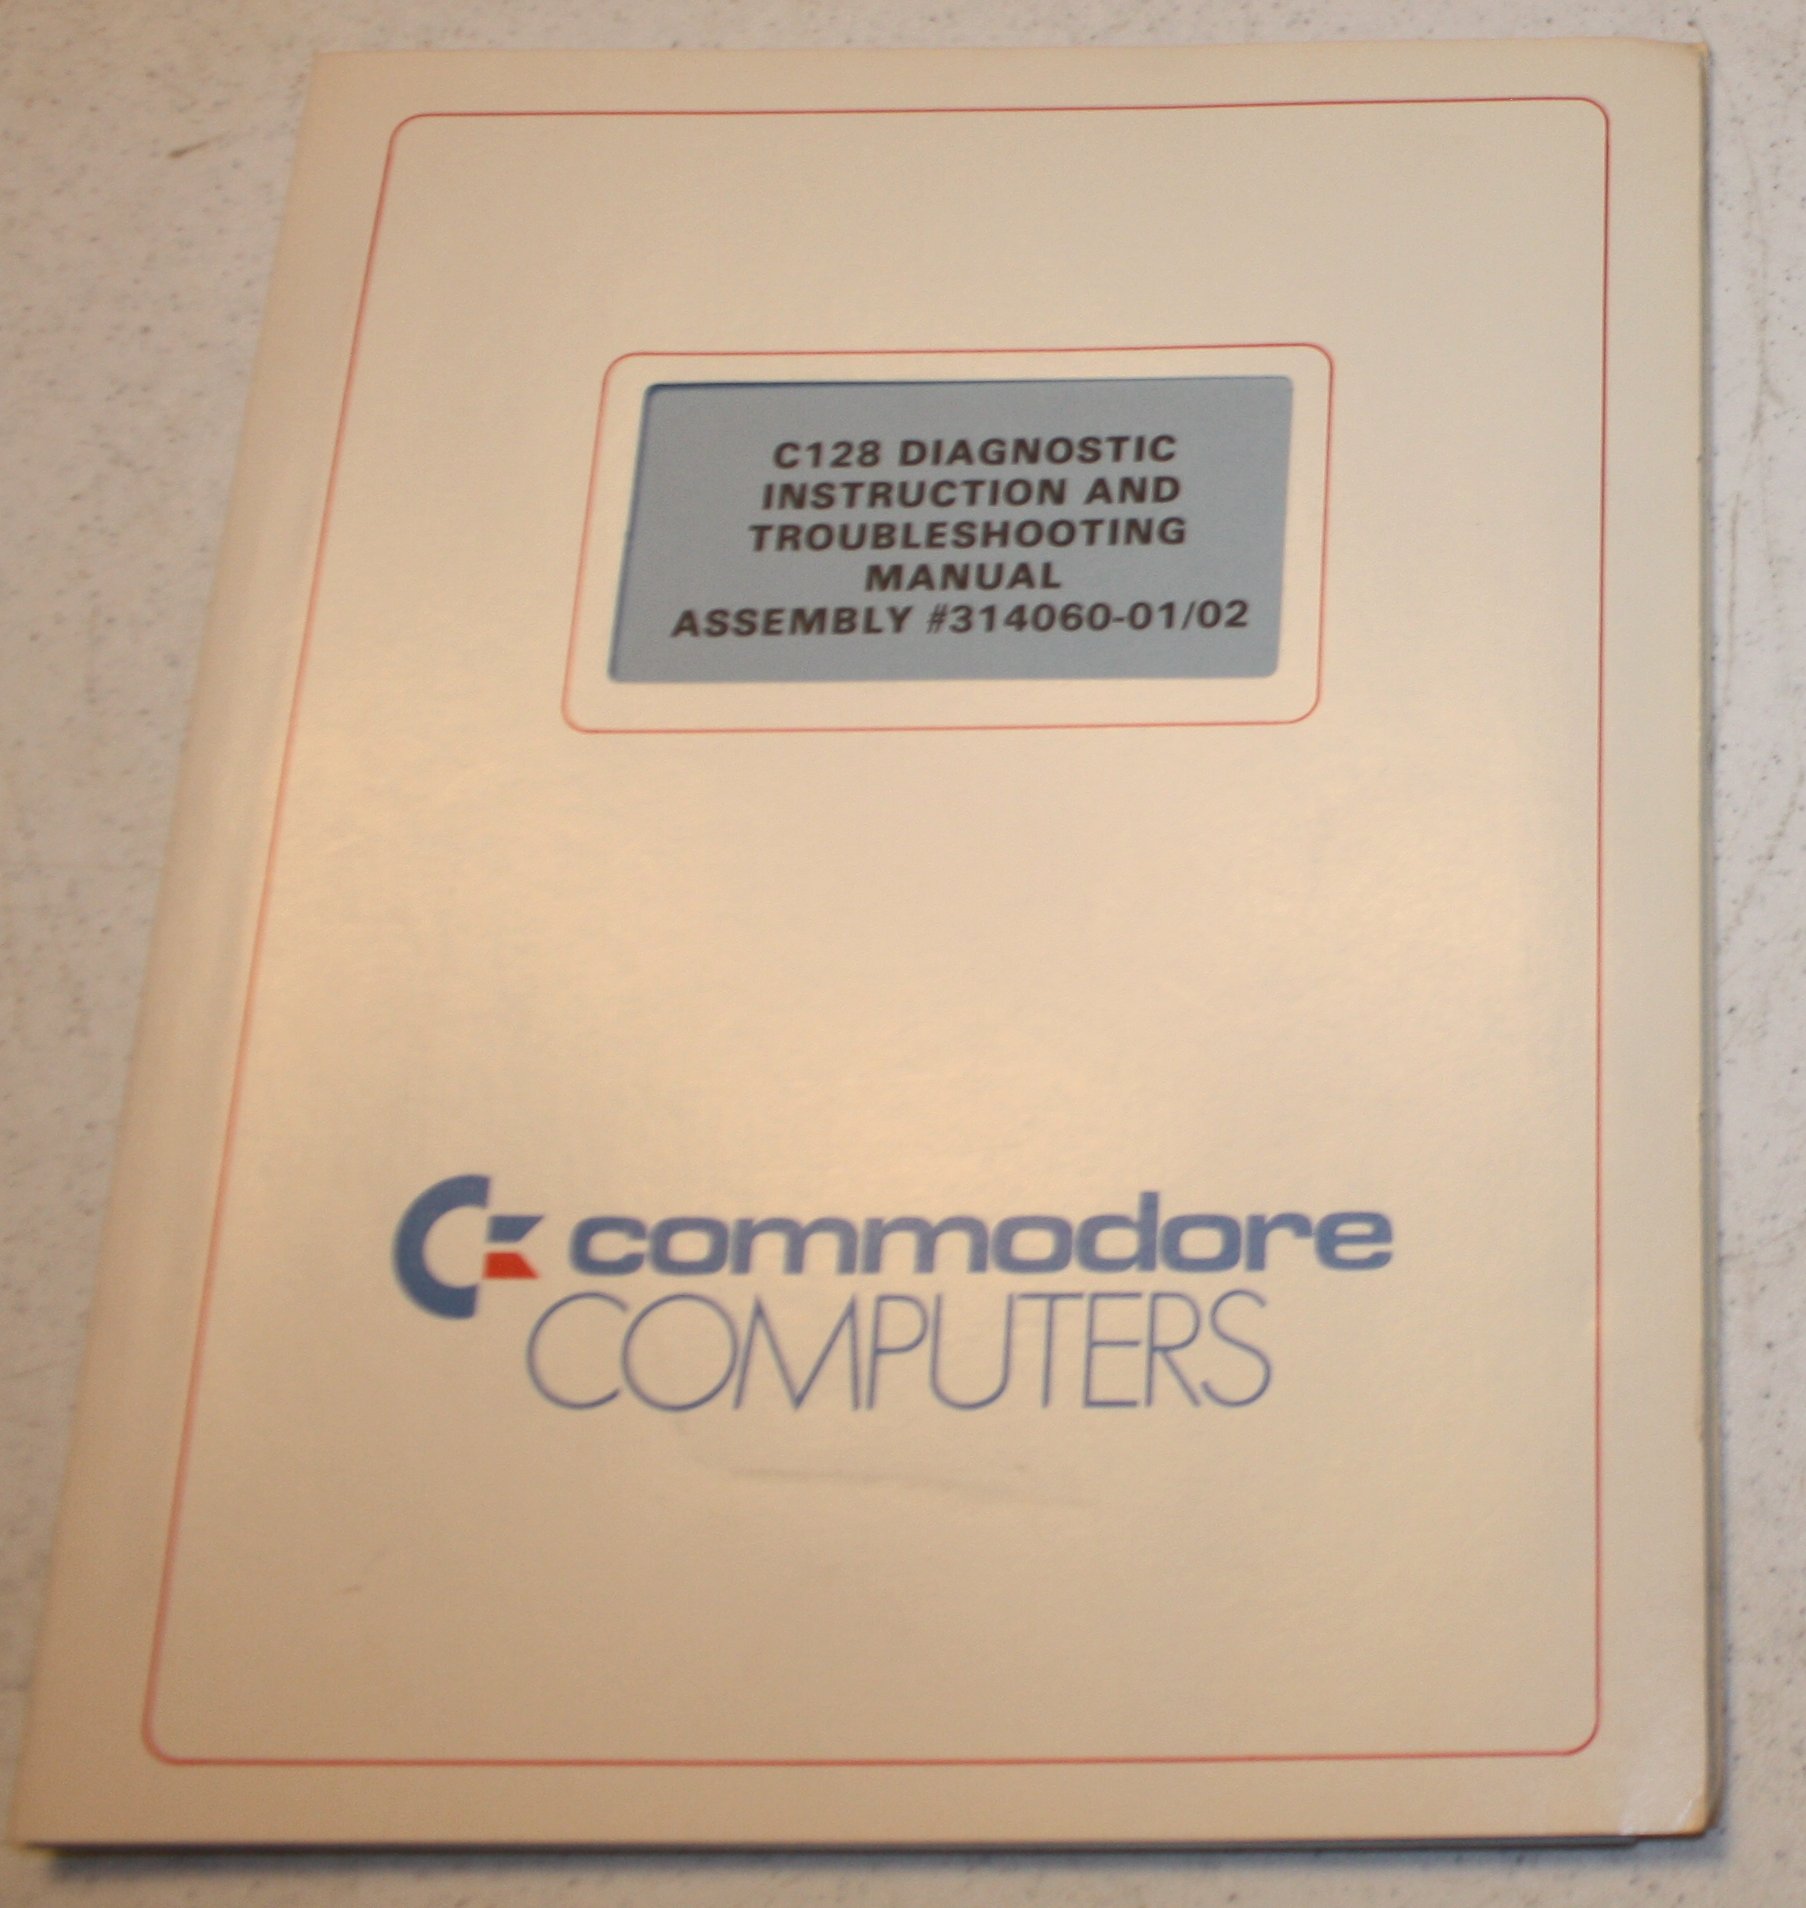 C128 DIAGNOSTIC
INSTRUCTION AND
TROUBLESHOOTING
MANUAL
ASSEMBLY #314060-01/02
commodore
COMPUTERS